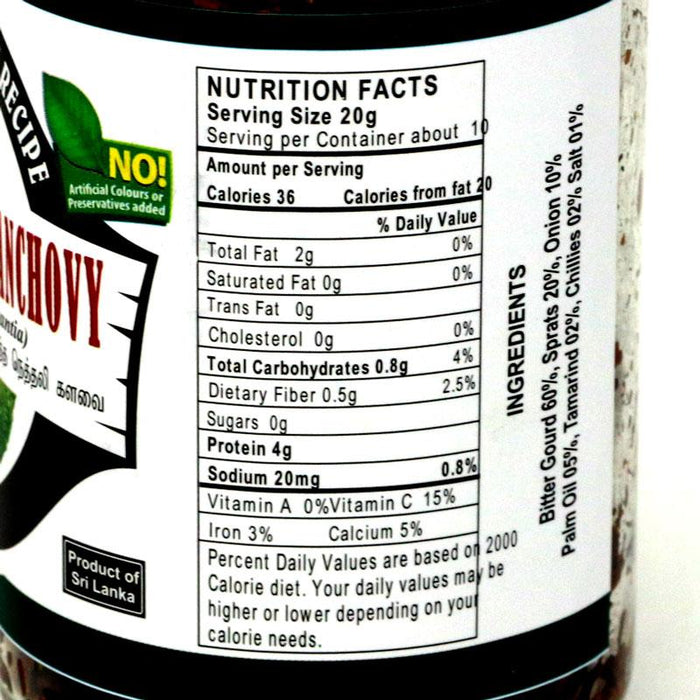 RECIPE
NO!
Artificial Colours or
Preservatives added
ANCHOVY
நெத்தலி கலவை
Product of
Sri Lanka
NUTRITION FACTS
Serving Size 20g
Serving per Container about 10
Amount per Serving
Calories 36 Calories from fat 20
% Daily Value
Total Fat 2g 0%
Saturated Fat 0g 0%
Trans Fat 0g
Cholesterol 0g 0%
Total Carbohydrates 0.8g 4%
Dietary Fiber 0.5g 2.5%
Sugars 0g
Protein 4g
Sodium 20mg 0.8%
Vitamin A 0%Vitamin C 15%
Iron 3% Calcium 5%
Percent Daily Values are based on 2000
Calorie diet. Your daily values may be
higher or lower depending on your
calorie needs.
INGREDIENTS
Bitter Gourd 60%, Sprats 20%, Onion 10%
Palm Oil 05%, Tamarind 02%, Chillies 02% Salt 01%